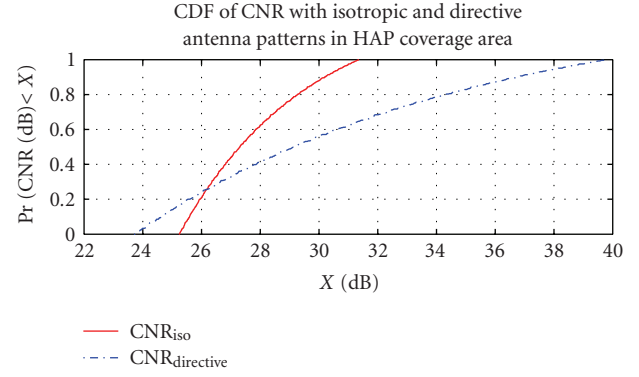 CDF of CNR with isotropic and directive
antenna patterns in HAP coverage area
Pr (CNR (dB) < X)
1
0.8
0.6
0.4
0.2
0
22 24 26 28 30 32 34 36 38 40
X (dB)
CNRiso
CNRdirective